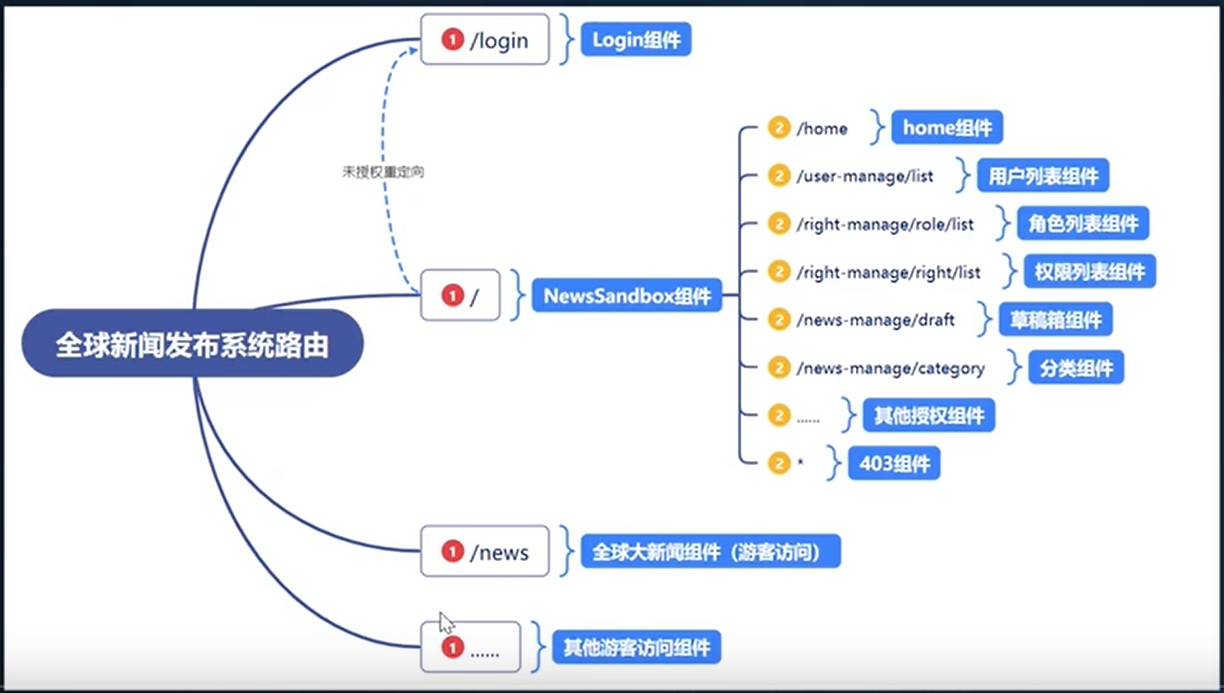 全球新闻发布系统路由
1 /login
Login组件
未授权重定向
1 /
NewsSandbox组件
2 /home
home组件
2 /user-manage/list
用户列表组件
2 /right-manage/role/list
角色列表组件
2 /right-manage/right/list
权限列表组件
2 /news-manage/draft
草稿箱组件
2 /news-manage/category
分类组件
2 ......
其他授权组件
2 *
403组件
1 /news
全球大新闻组件（游客访问）
1 ......
其他游客访问组件